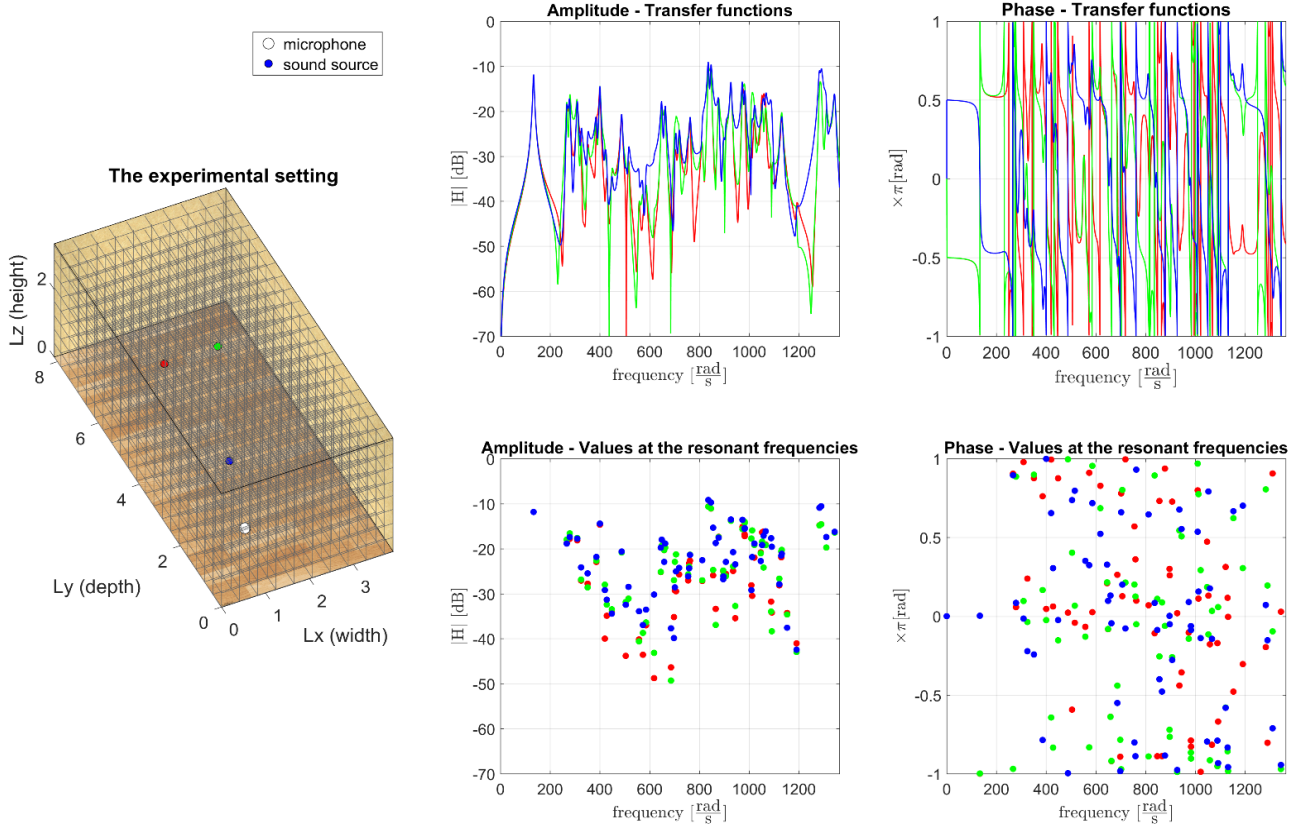 microphone
sound source
The experimental setting
Lz (height)
2
0
8
6
4
2
0
Ly (depth)
0
1
2
3
Lx (width)
Amplitude - Transfer functions
|H| [dB]
0
-10
-20
-30
-40
-50
-60
-70
0 200 400 600 800 1000 1200
frequency [rad/s]
Phase - Transfer functions
×π[rad]
1
0.5
0
-0.5
-1
0 200 400 600 800 1000 1200
frequency [rad/s]
Amplitude - Values at the resonant frequencies
|H| [dB]
0
-10
-20
-30
-40
-50
-60
-70
0 200 400 600 800 1000 1200
frequency [rad/s]
Phase - Values at the resonant frequencies
×π[rad]
1
0.5
0
-0.5
-1
0 200 400 600 800 1000 1200
frequency [rad/s]